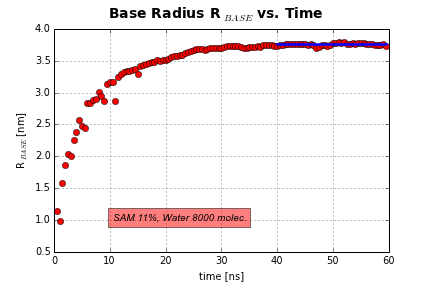 Base Radius R BASE vs. Time
R BASE [nm]
4.0
3.5
3.0
2.5
2.0
1.5
1.0
0.5
SAM 11%, Water 8000 molec.
0 10 20 30 40 50 60
time [ns]